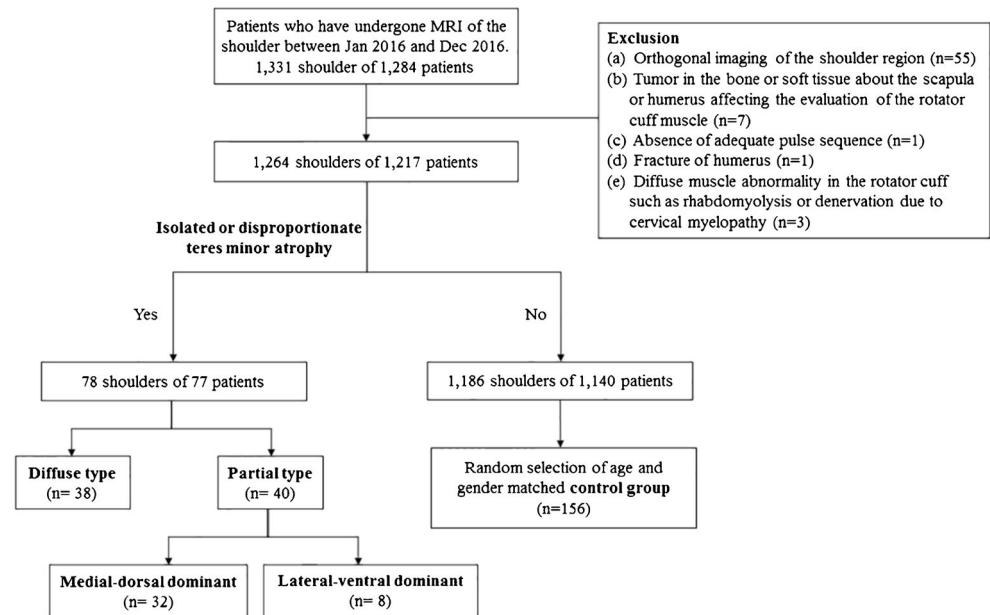 Patients who have undergone MRI of the
shoulder between Jan 2016 and Dec 2016.
1,331 shoulder of 1,284 patients
Exclusion
(a) Orthogonal imaging of the shoulder region (n=55)
(b) Tumor in the bone or soft tissue about the scapula
or humerus affecting the evaluation of the rotator
cuff muscle (n=7)
(c) Absence of adequate pulse sequence (n=1)
(d) Fracture of humerus (n=1)
(e) Diffuse muscle abnormality in the rotator cuff
such as rhabdomyolysis or denervation due to
cervical myelopathy (n=3)
1,264 shoulders of 1,217 patients
Isolated or disproportionate
teres minor atrophy
Yes
No
78 shoulders of 77 patients
1,186 shoulders of 1,140 patients
Diffuse type
(n= 38)
Partial type
(n= 40)
Random selection of age and
gender matched control group
(n=156)
Medial-dorsal dominant
(n= 32)
Lateral-ventral dominant
(n= 8)